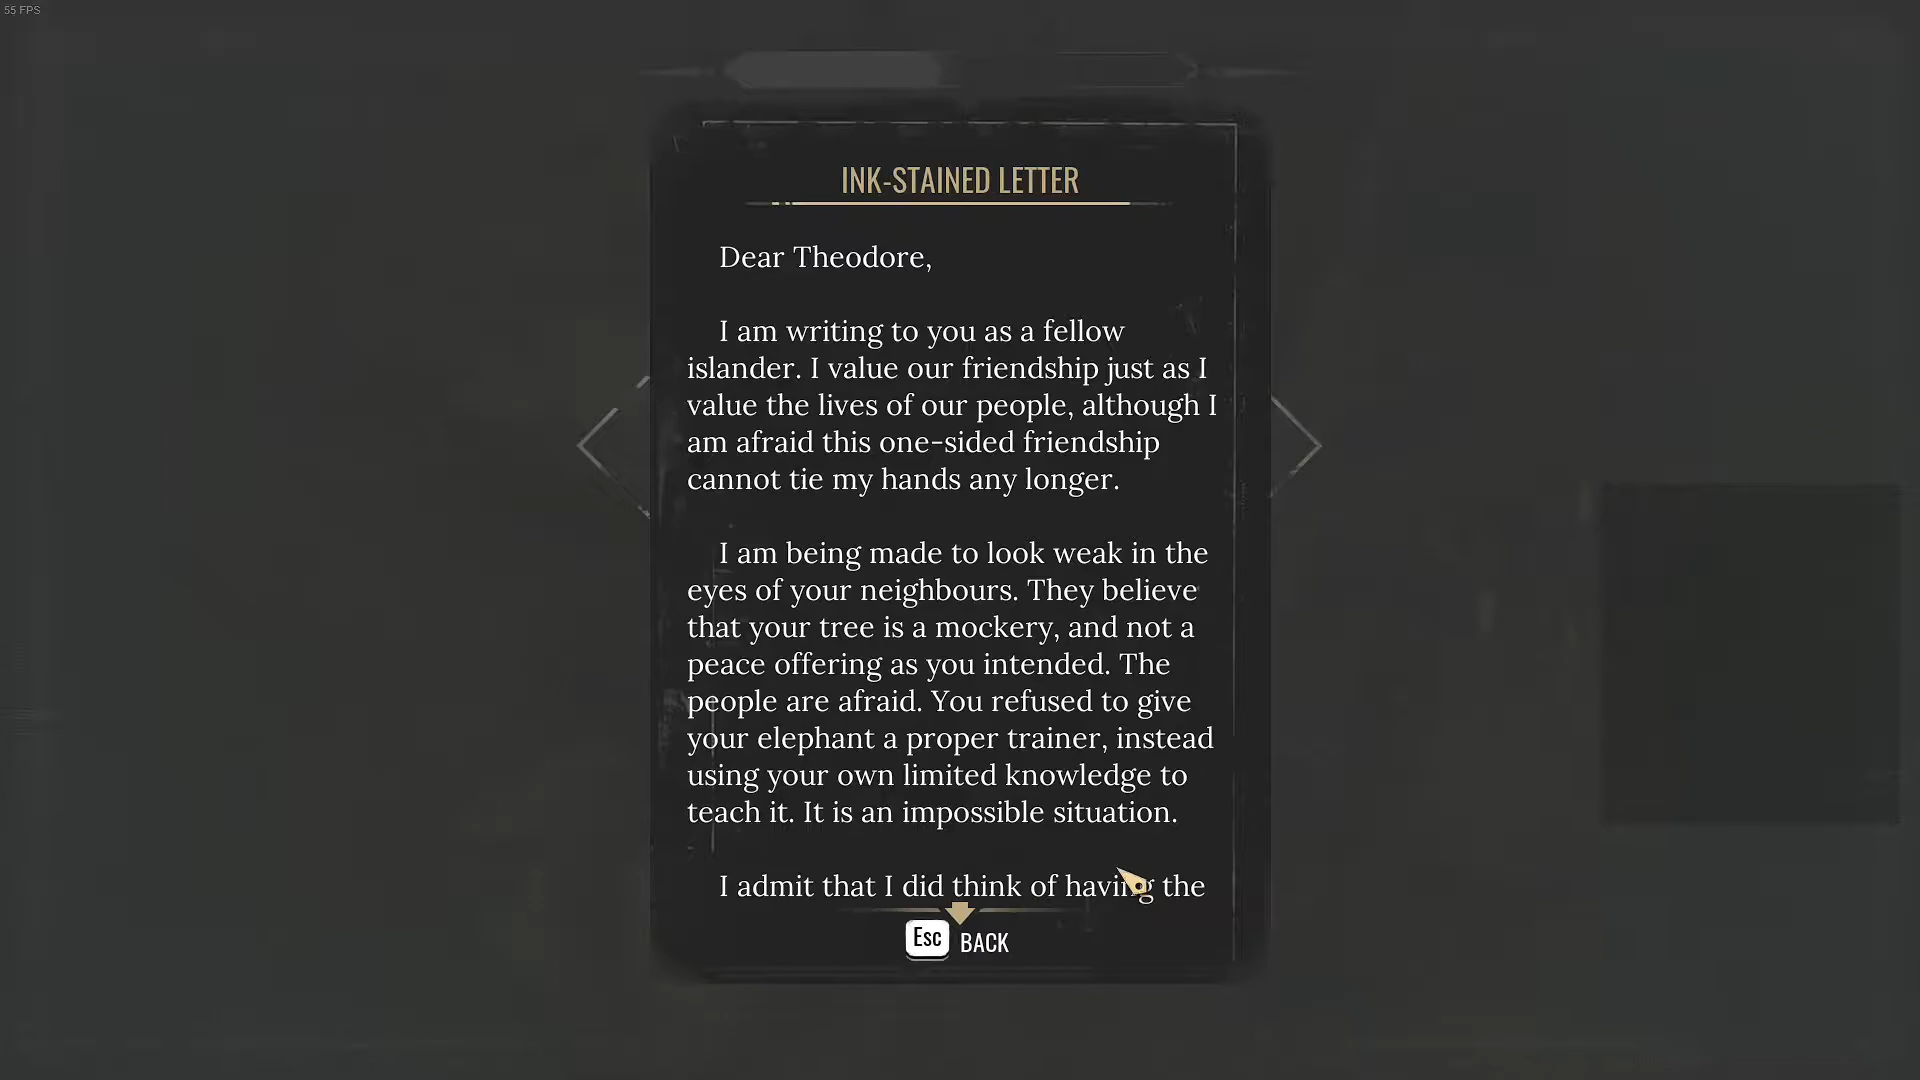 55 FPS
INK-STAINED LETTER
Dear Theodore,
I am writing to you as a fellow
islander. I value our friendship just as I
value the lives of our people, although I
am afraid this one-sided friendship
cannot tie my hands any longer.
I am being made to look weak in the
eyes of your neighbours. They believe
that your tree is a mockery, and not a
peace offering as you intended. The
people are afraid. You refused to give
your elephant a proper trainer, instead
using your own limited knowledge to
teach it. It is an impossible situation.
I admit that I did think of having the
Esc BACK